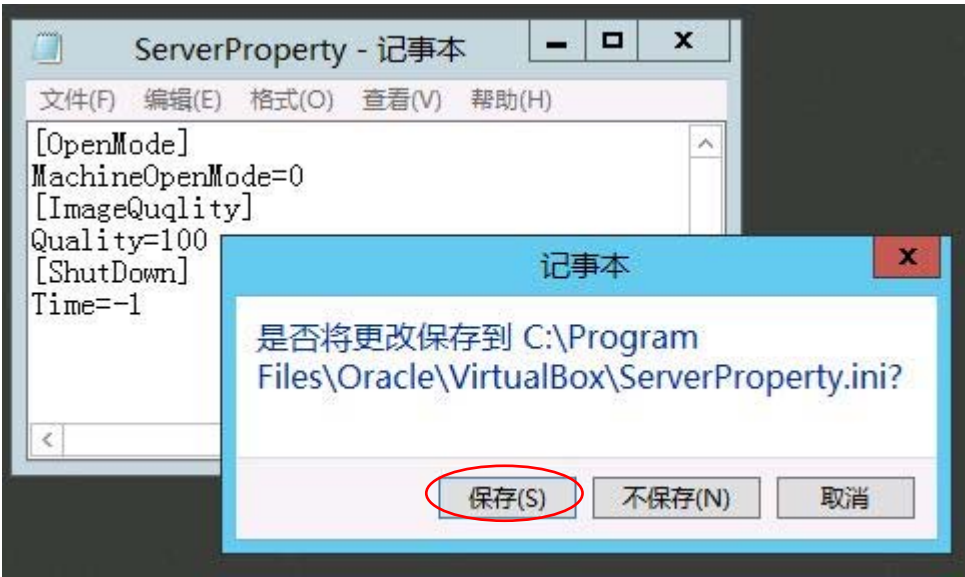 ServerProperty - 记事本
文件(F) 编辑(E) 格式(O) 查看(V) 帮助(H)
[OpenMode]
MachineOpenMode=0
[ImageQuqlity]
Quality=100
[ShutDown]
Time=-1
记事本
是否将更改保存到 C:\Program
Files\Oracle\VirtualBox\ServerProperty.ini?
保存(S) 不保存(N) 取消